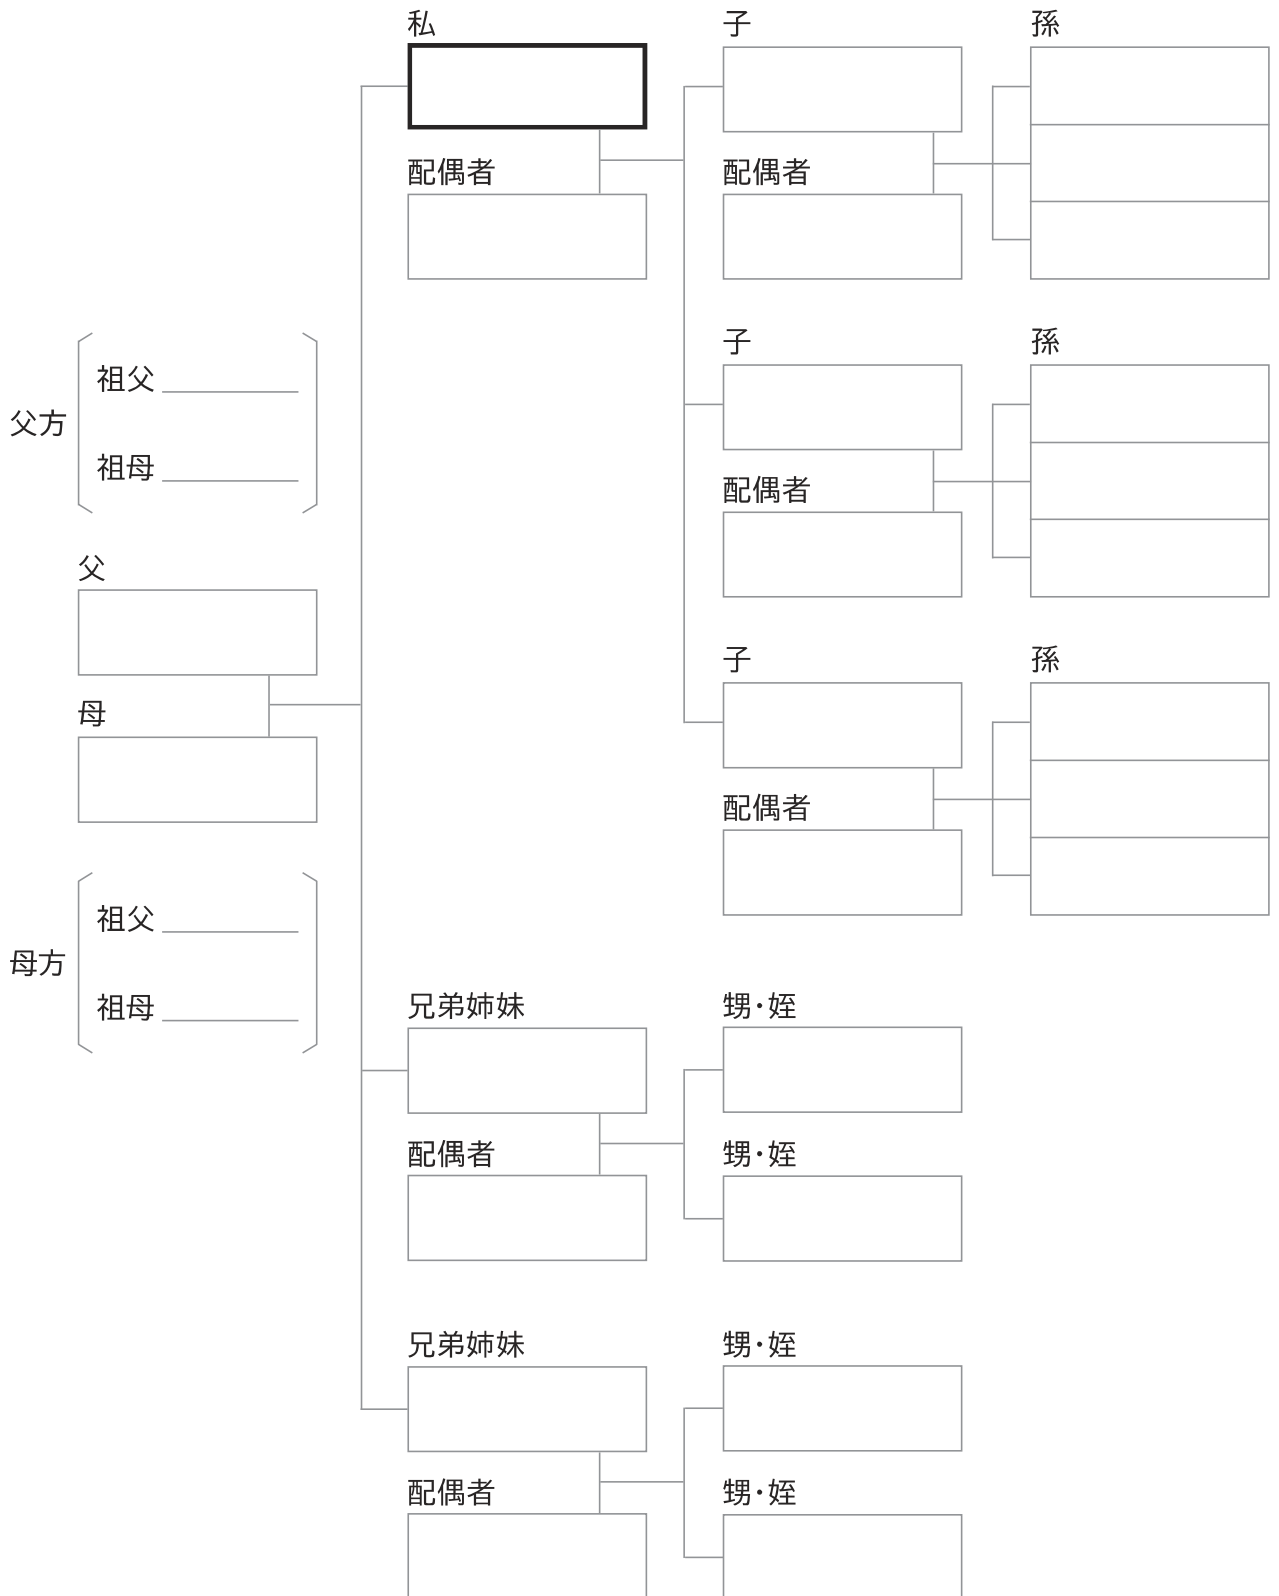 私
配偶者
子
配偶者
孫
子
配偶者
孫
子
配偶者
孫
父方
祖父
祖母
父
母
母方
祖父
祖母
兄弟姉妹
配偶者
甥・姪
甥・姪
兄弟姉妹
配偶者
甥・姪
甥・姪